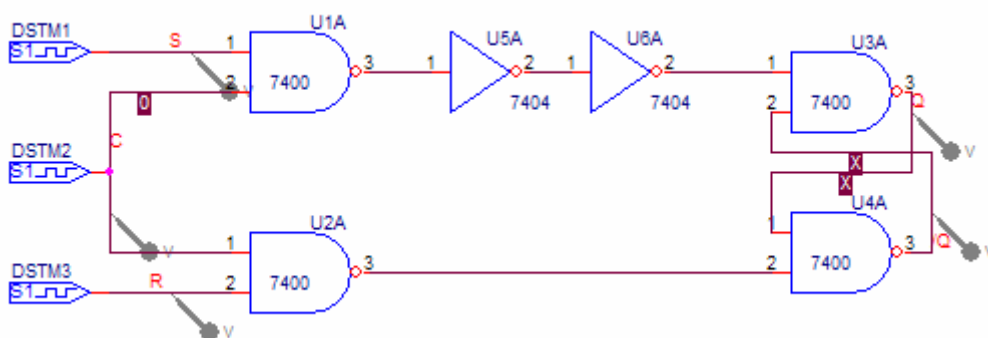 DSTM1
S1
S
1
2
U1A
7400
3
V
0
1
U5A
2
7404
1
U6A
2
7404
1
2
U3A
7400
3
Q
V
C
DSTM2
S1
V
X
X
1
2
U4A
7400
3
/Q
V
U2A
1
2
7400
3
DSTM3
S1
R
V